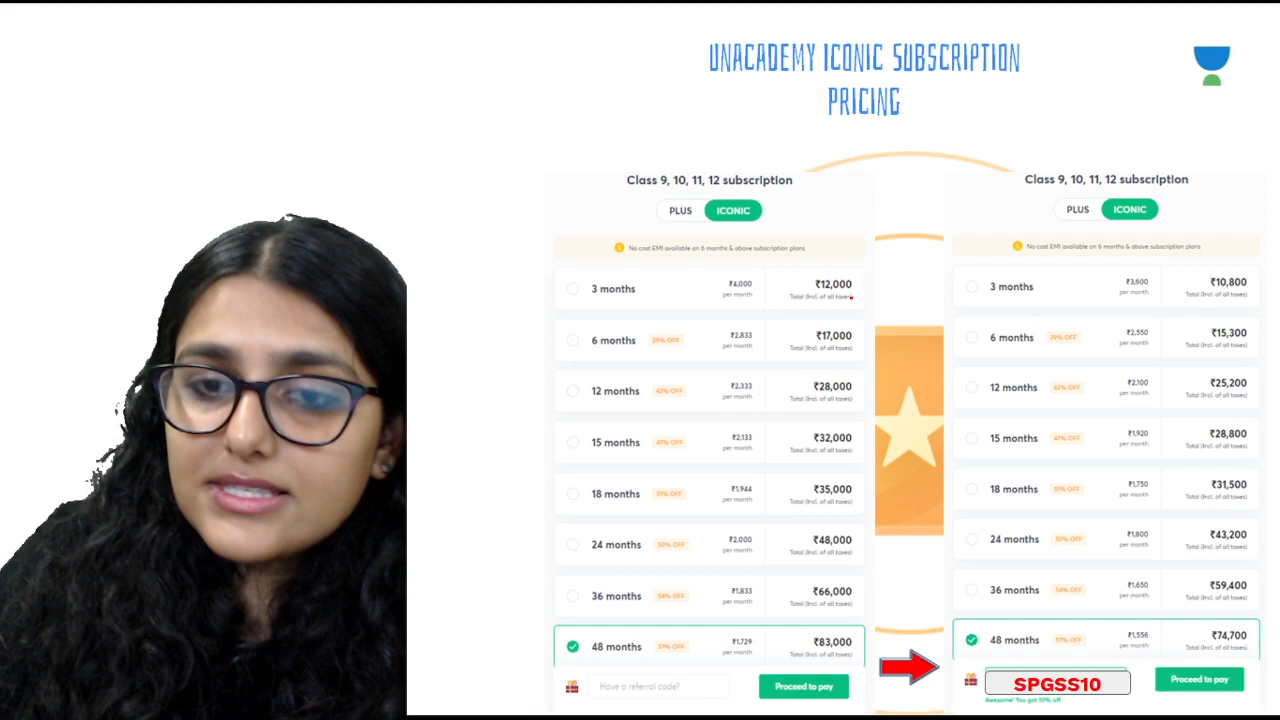 UNACADEMY ICONIC SUBSCRIPTION
PRICING
Class 9, 10, 11, 12 subscription
PLUS ICONIC
No cost EMI available on 6 months & above subscription plans
3 months ₹4,000 per month ₹12,000 Total (Incl. of all taxes)
6 months 29% OFF ₹2,833 per month ₹17,000 Total (Incl. of all taxes)
12 months 42% OFF ₹2,333 per month ₹28,000 Total (Incl. of all taxes)
15 months 47% OFF ₹2,133 per month ₹32,000 Total (Incl. of all taxes)
18 months 51% OFF ₹1,944 per month ₹35,000 Total (Incl. of all taxes)
24 months 50% OFF ₹2,000 per month ₹48,000 Total (Incl. of all taxes)
36 months 54% OFF ₹1,833 per month ₹66,000 Total (Incl. of all taxes)
48 months 57% OFF ₹1,729 per month ₹83,000 Total (Incl. of all taxes)
Have a referral code? Proceed to pay
Class 9, 10, 11, 12 subscription
PLUS ICONIC
No cost EMI available on 6 months & above subscription plans
3 months ₹3,600 per month ₹10,800 Total (Incl. of all taxes)
6 months 29% OFF ₹2,550 per month ₹15,300 Total (Incl. of all taxes)
12 months 42% OFF ₹2,100 per month ₹25,200 Total (Incl. of all taxes)
15 months 47% OFF ₹1,920 per month ₹28,800 Total (Incl. of all taxes)
18 months 51% OFF ₹1,750 per month ₹31,500 Total (Incl. of all taxes)
24 months 50% OFF ₹1,800 per month ₹43,200 Total (Incl. of all taxes)
36 months 54% OFF ₹1,650 per month ₹59,400 Total (Incl. of all taxes)
48 months 57% OFF ₹1,556 per month ₹74,700 Total (Incl. of all taxes)
SPGSS10 Proceed to pay
Awesome! You got 10% off